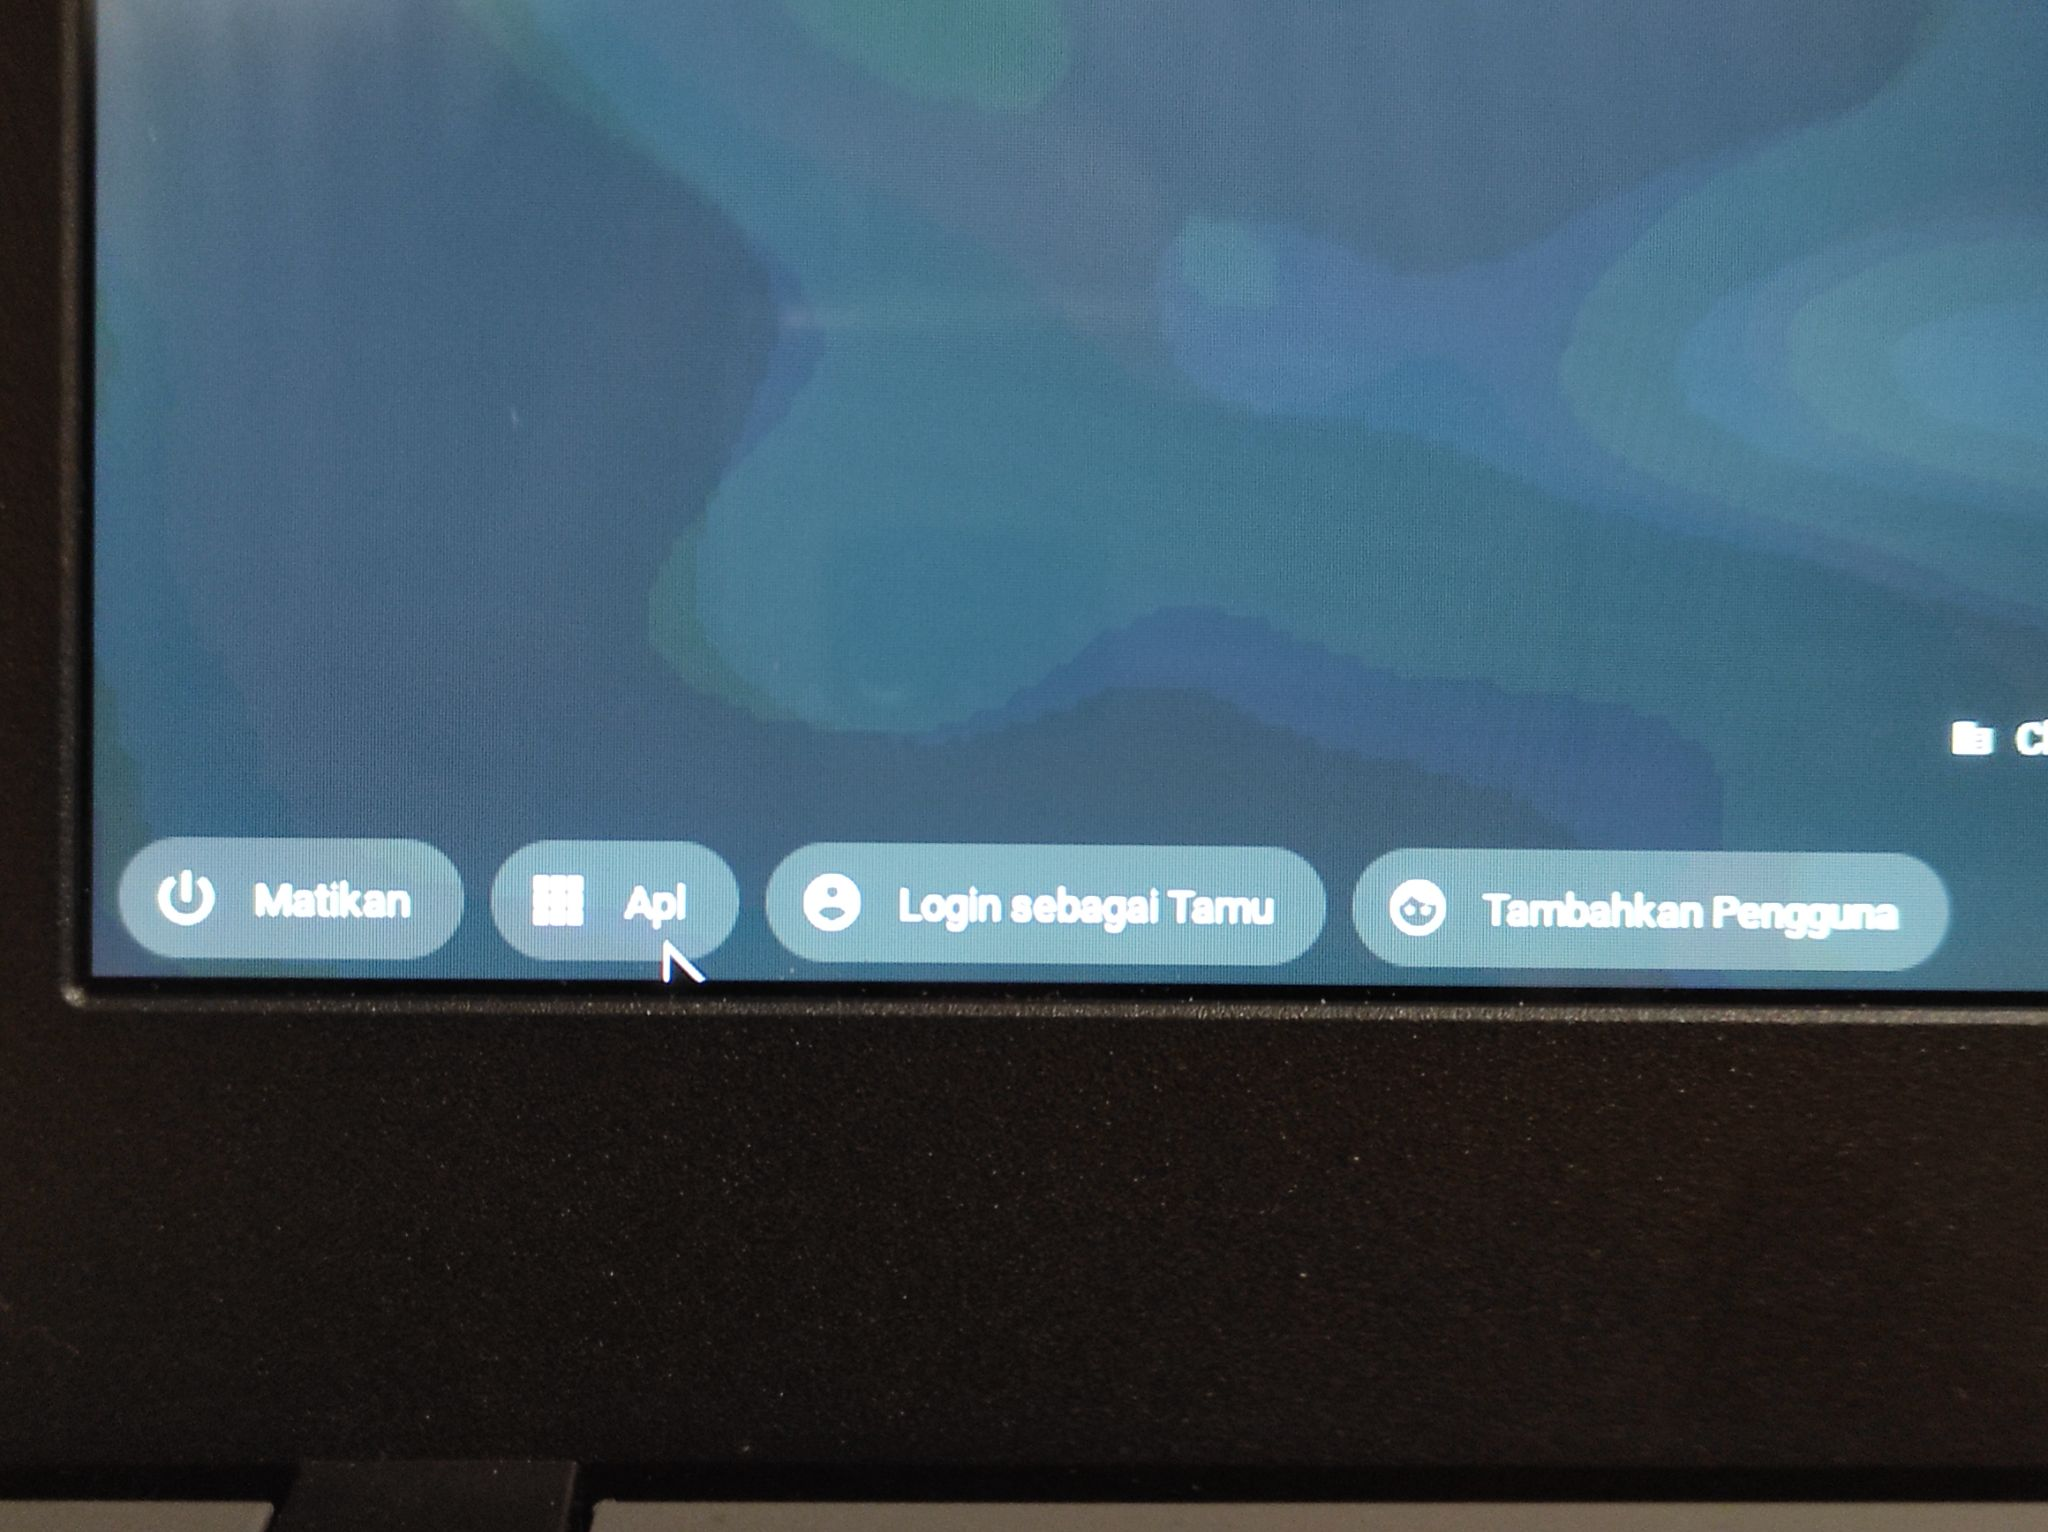 Matikan
Apl
Login sebagai Tamu
Tambahkan Pengguna